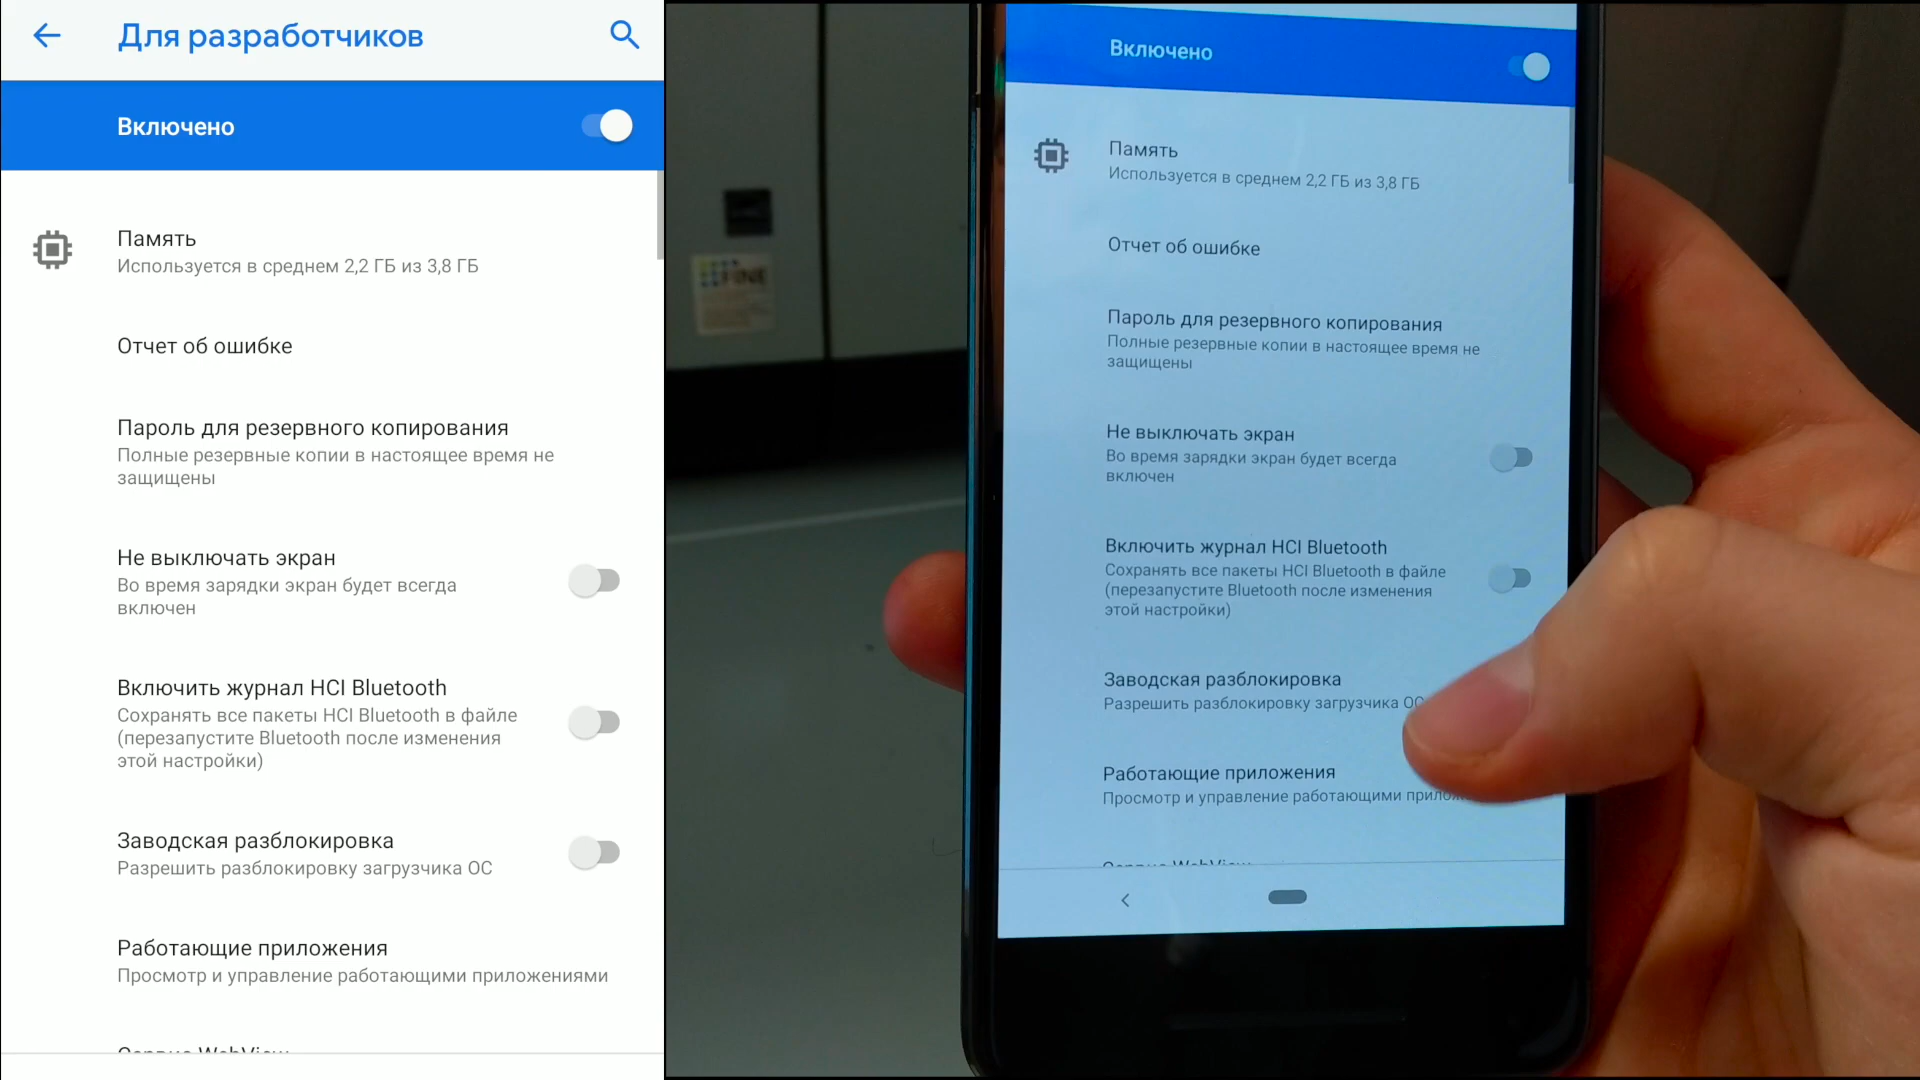 Для разработчиков
Включено
Память
Используется в среднем 2,2 ГБ из 3,8 ГБ
Отчет об ошибке
Пароль для резервного копирования
Полные резервные копии в настоящее время не
защищены
Не выключать экран
Во время зарядки экран будет всегда
включен
Включить журнал HCI Bluetooth
Сохранять все пакеты HCI Bluetooth в файле
(перезапустите Bluetooth после изменения
этой настройки)
Заводская разблокировка
Разрешить разблокировку загрузчика ОС
Работающие приложения
Просмотр и управление работающими приложениями
Сервис WebView
Включено
Память
Используется в среднем 2,2 ГБ из 3,8 ГБ
Отчет об ошибке
Пароль для резервного копирования
Полные резервные копии в настоящее время не
защищены
Не выключать экран
Во время зарядки экран будет всегда
включен
Включить журнал HCI Bluetooth
Сохранять все пакеты HCI Bluetooth в файле
(перезапустите Bluetooth после изменения
этой настройки)
Заводская разблокировка
Разрешить разблокировку загрузчика ОС
Работающие приложения
Просмотр и управление работающими
Сервис WebView
FINE